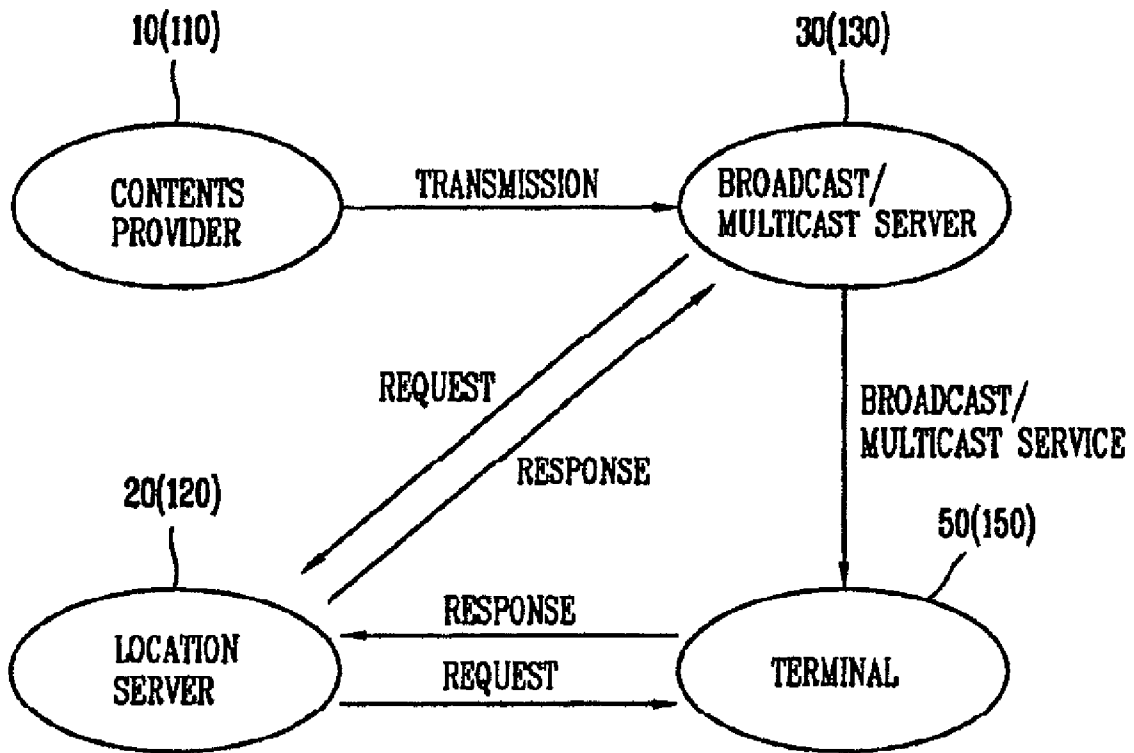 10(110)
30(130)
CONTENTS
PROVIDER
TRANSMISSION
BROADCAST/
MULTICAST SERVER
REQUEST
RESPONSE
BROADCAST/
MULTICAST SERVICE
20(120)
50(150)
LOCATION
SERVER
RESPONSE
REQUEST
TERMINAL